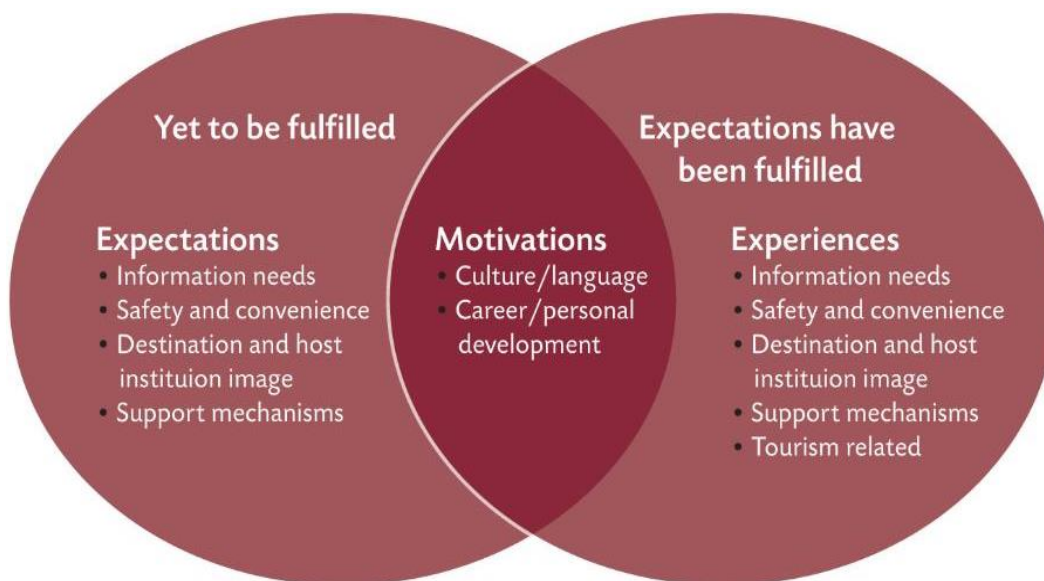 Yet to be fulfilled
Expectations
• Information needs
• Safety and convenience
• Destination and host
instituion image
• Support mechanisms
Motivations
• Culture/language
• Career/personal
development
Expectations have
been fulfilled
Experiences
• Information needs
• Safety and convenience
• Destination and host
instituion image
• Support mechanisms
• Tourism related